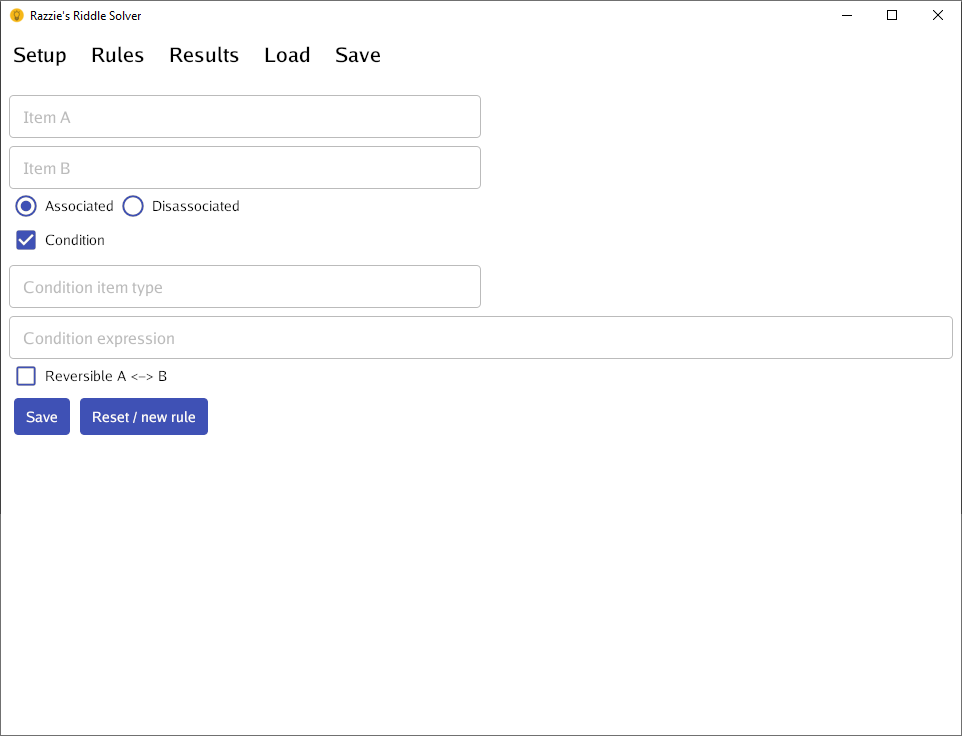 Razzie's Riddle Solver
Setup Rules Results Load Save
Item A
Item B
Associated Disassociated
Condition
Condition item type
Condition expression
Reversible A <-> B
Save Reset / new rule